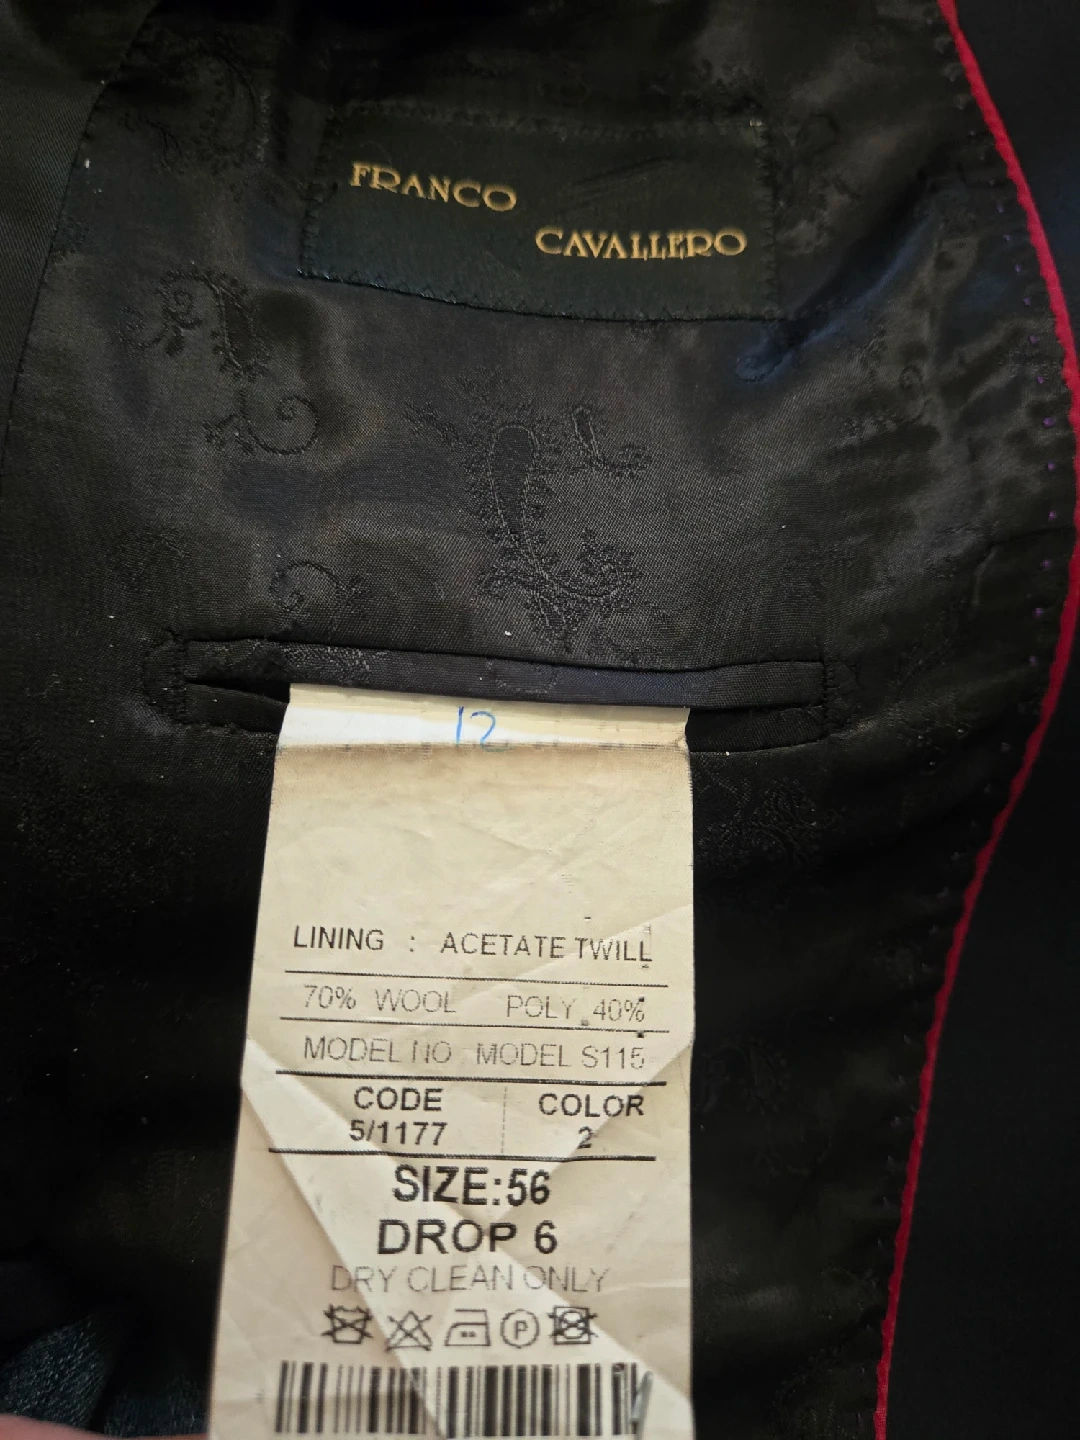 FRANCO
CAVALLERO
12
LINING : ACETATE TWILL
70% WOOL POLY 40%
MODEL NO MODEL S115
CODE COLOR
5/1177 2
SIZE:56
DROP 6
DRY CLEAN ONLY
P